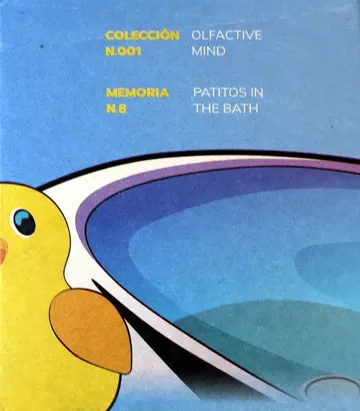 COLECCIÓN OLFACTIVE
N.001 MIND
MEMORIA PATITOS IN
N.8 THE BATH